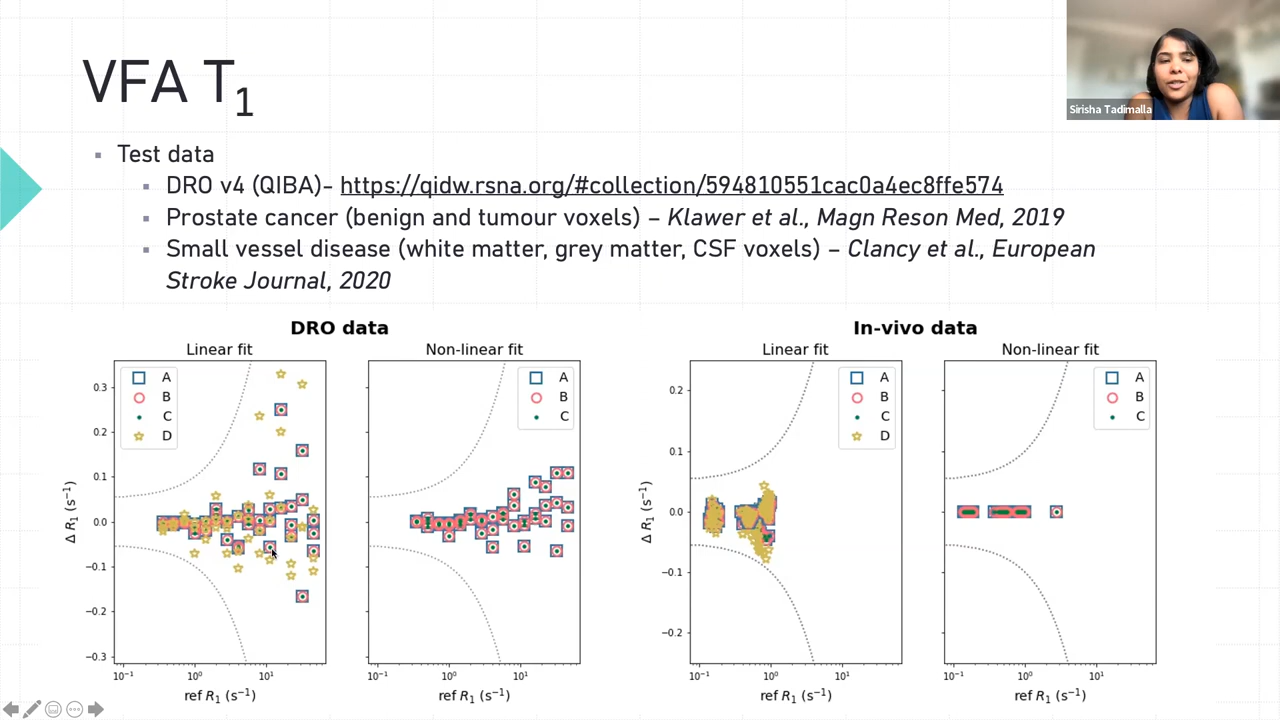 VFA T1
Sirisha Tadimalla
Test data
DRO v4 (QIBA)- https://qidw.rsna.org/#collection/594810551cac0a4ec8ffe574
Prostate cancer (benign and tumour voxels) – Klawer et al., Magn Reson Med, 2019
Small vessel disease (white matter, grey matter, CSF voxels) – Clancy et al., European
Stroke Journal, 2020
DRO data
In-vivo data
Linear fit
Non-linear fit
Linear fit
Non-linear fit
A
B
C
D
A
B
C
A
B
C
D
A
B
C
Δ R1 (s−1)
0.3
0.2
0.1
0.0
−0.1
−0.2
−0.3
Δ R1 (s−1)
0.2
0.1
0.0
−0.1
−0.2
10−1 100 101
10−1 100 101
10−1 100 101
10−1 100 101
ref R1 (s−1)
ref R1 (s−1)
ref R1 (s−1)
ref R1 (s−1)